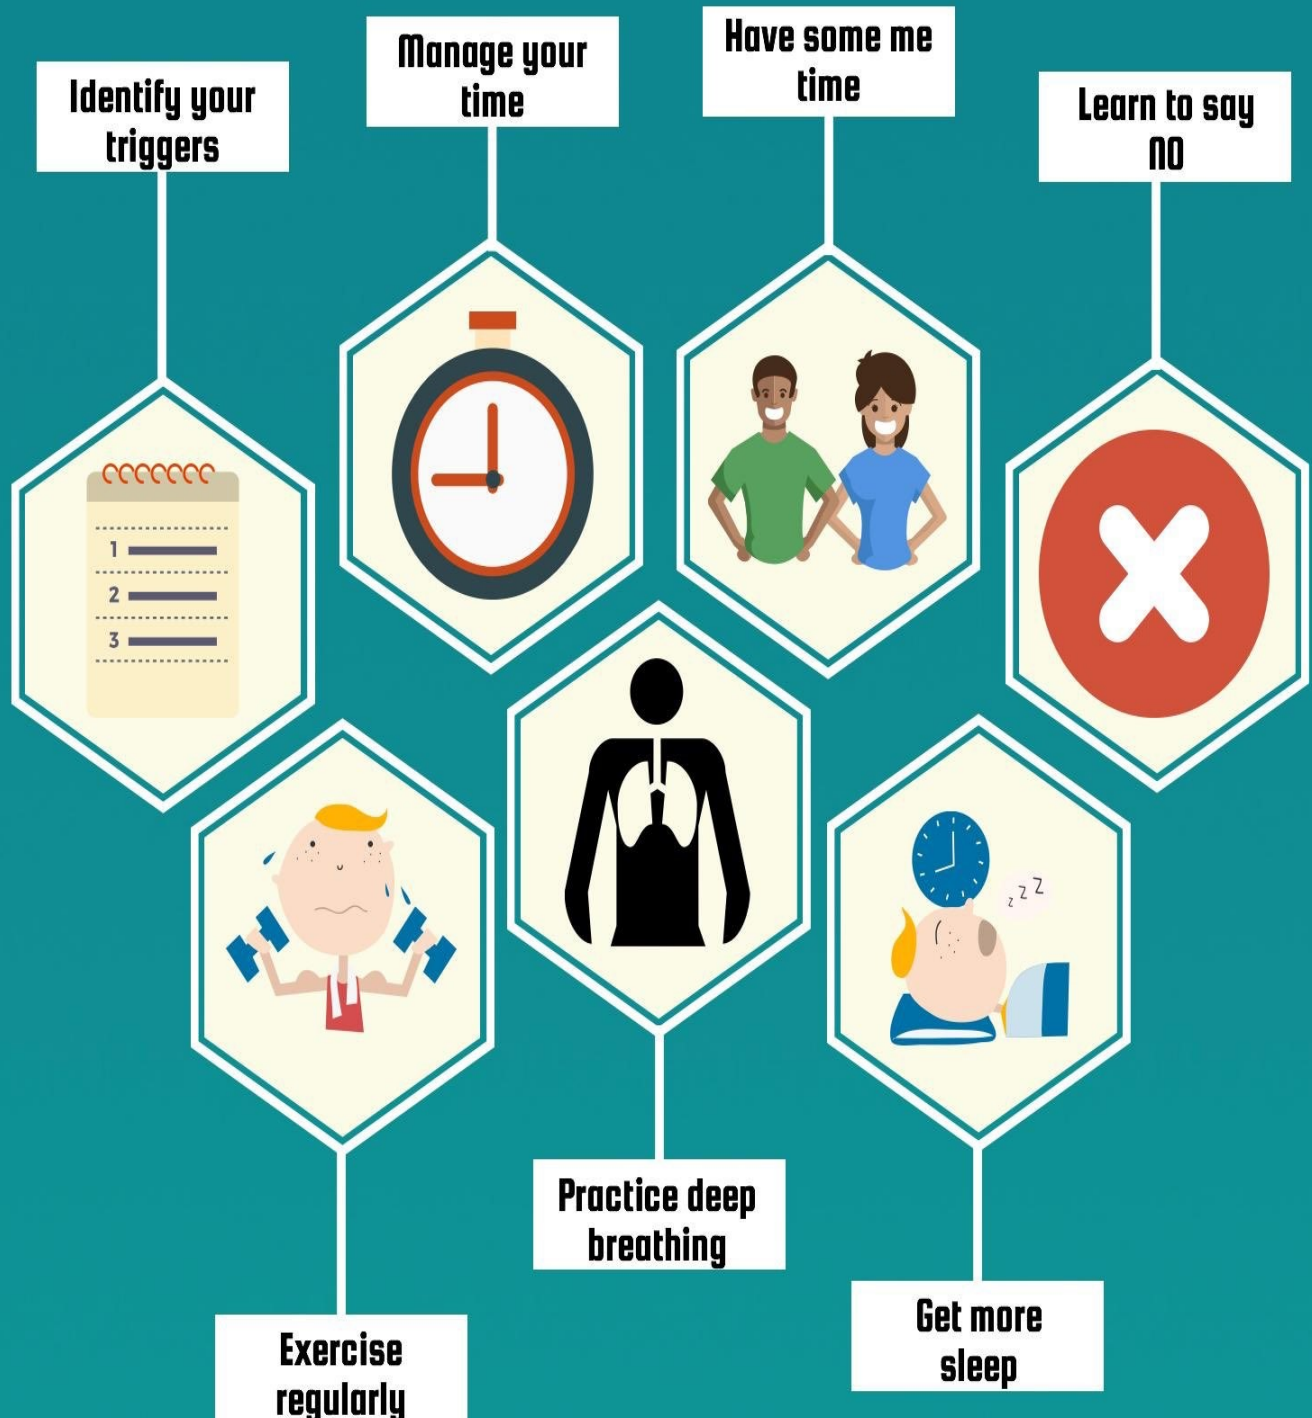 Identify your
triggers
Manage your
time
Have some me
time
Learn to say
NO
1
2
3
z z Z
Exercise
regularly
Practice deep
breathing
Get more
sleep